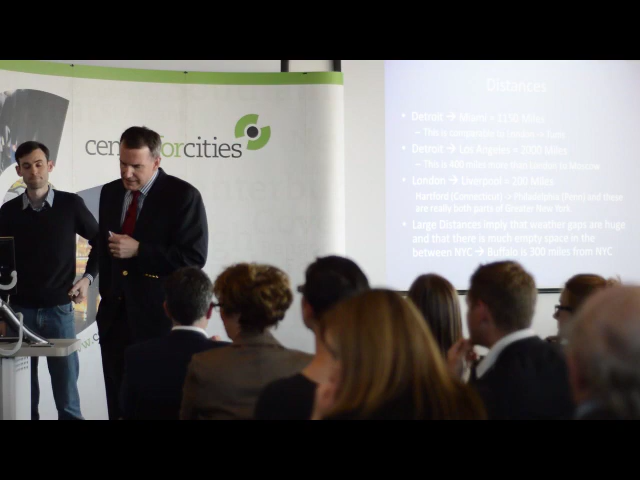 centreforcities
Distances
• Detroit → Miami = 1150 Miles
– This is comparable to London → Tunis
• Detroit → Los Angeles = 2000 Miles
– This is 400 miles more than London to Moscow
• London → Liverpool = 200 Miles
Hartford (Connecticut) -> Philadelphia (Penn) and these
are really both parts of Greater New York
• Large Distances imply that weather gaps are huge
and that there is much empty space in the
between NYC → Buffalo is 300 miles from NYC